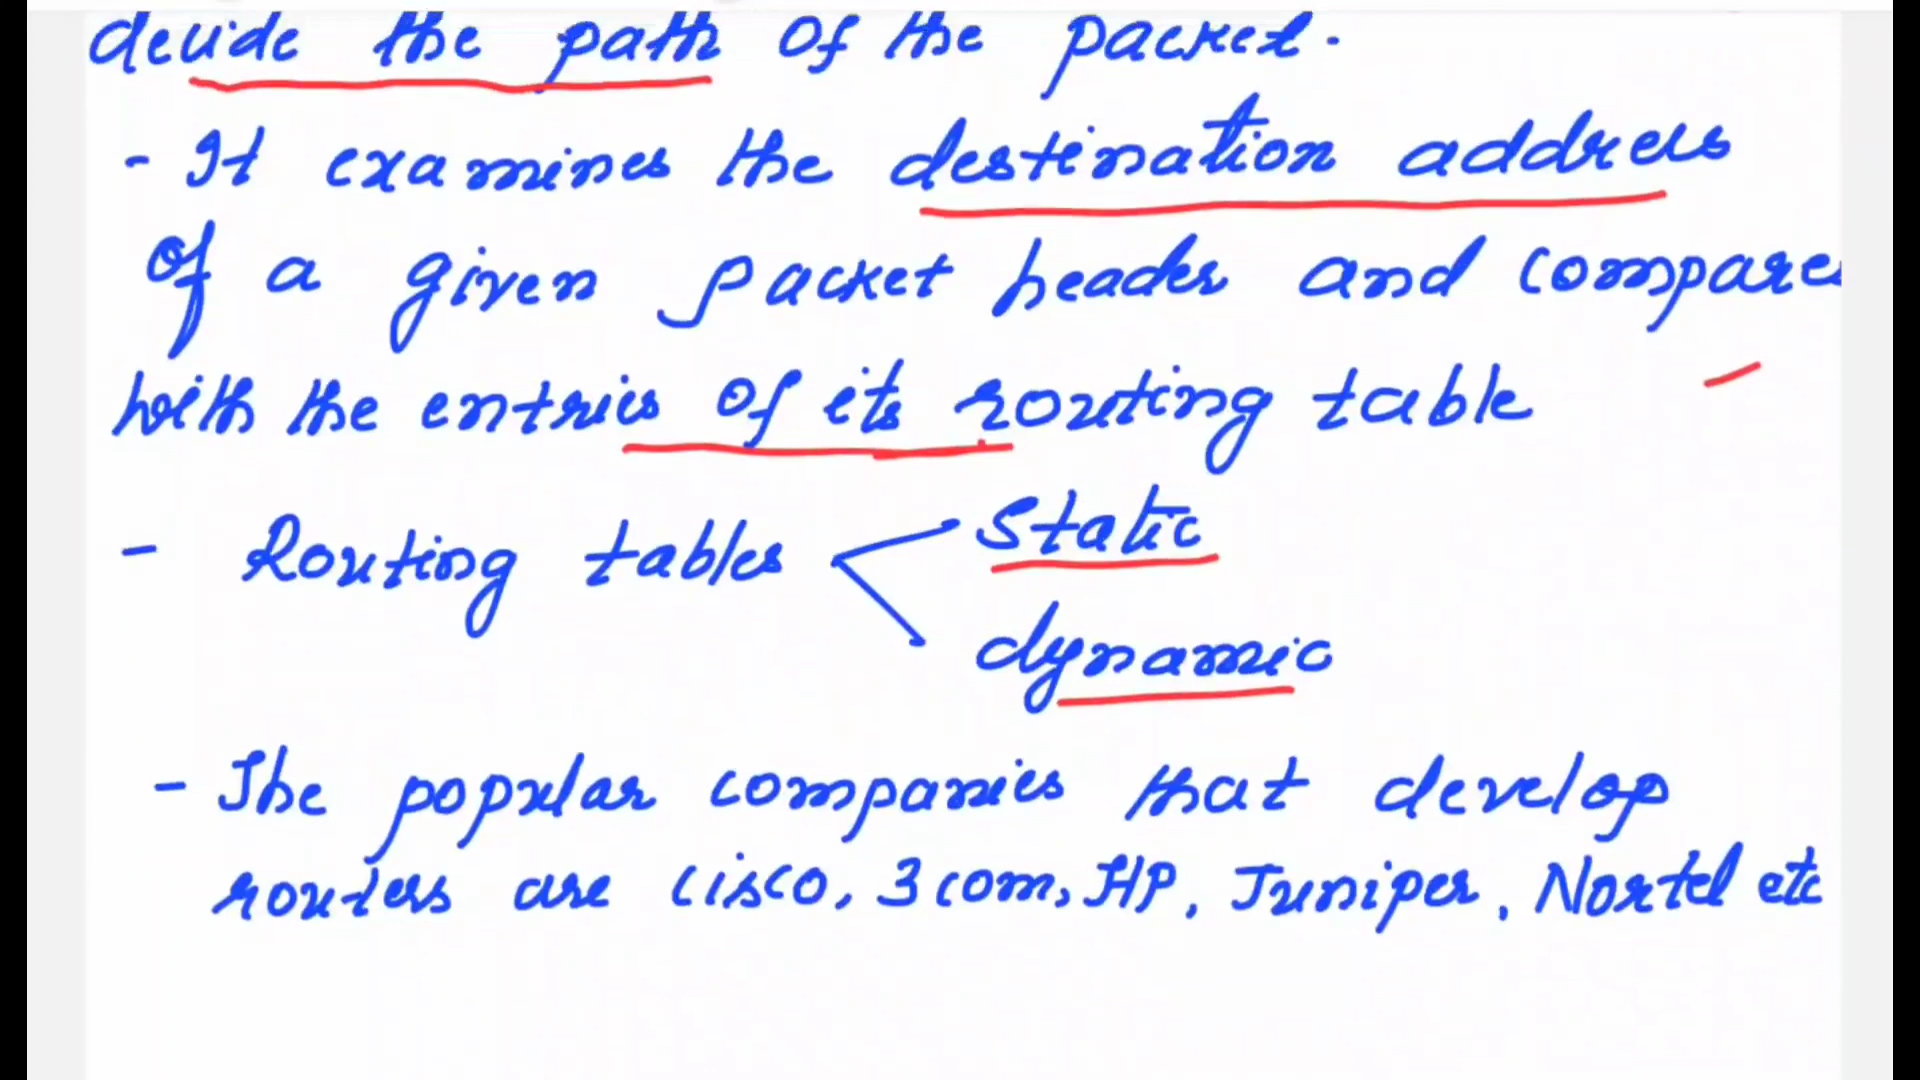 decide the path of the packet.
- It examines the destination address
of a given packet header and compares
with the entries of its routing table
- Routing tables
Static
dynamic
- The popular companies that develop
routers are cisco, 3com, HP, Juniper, Nortel etc